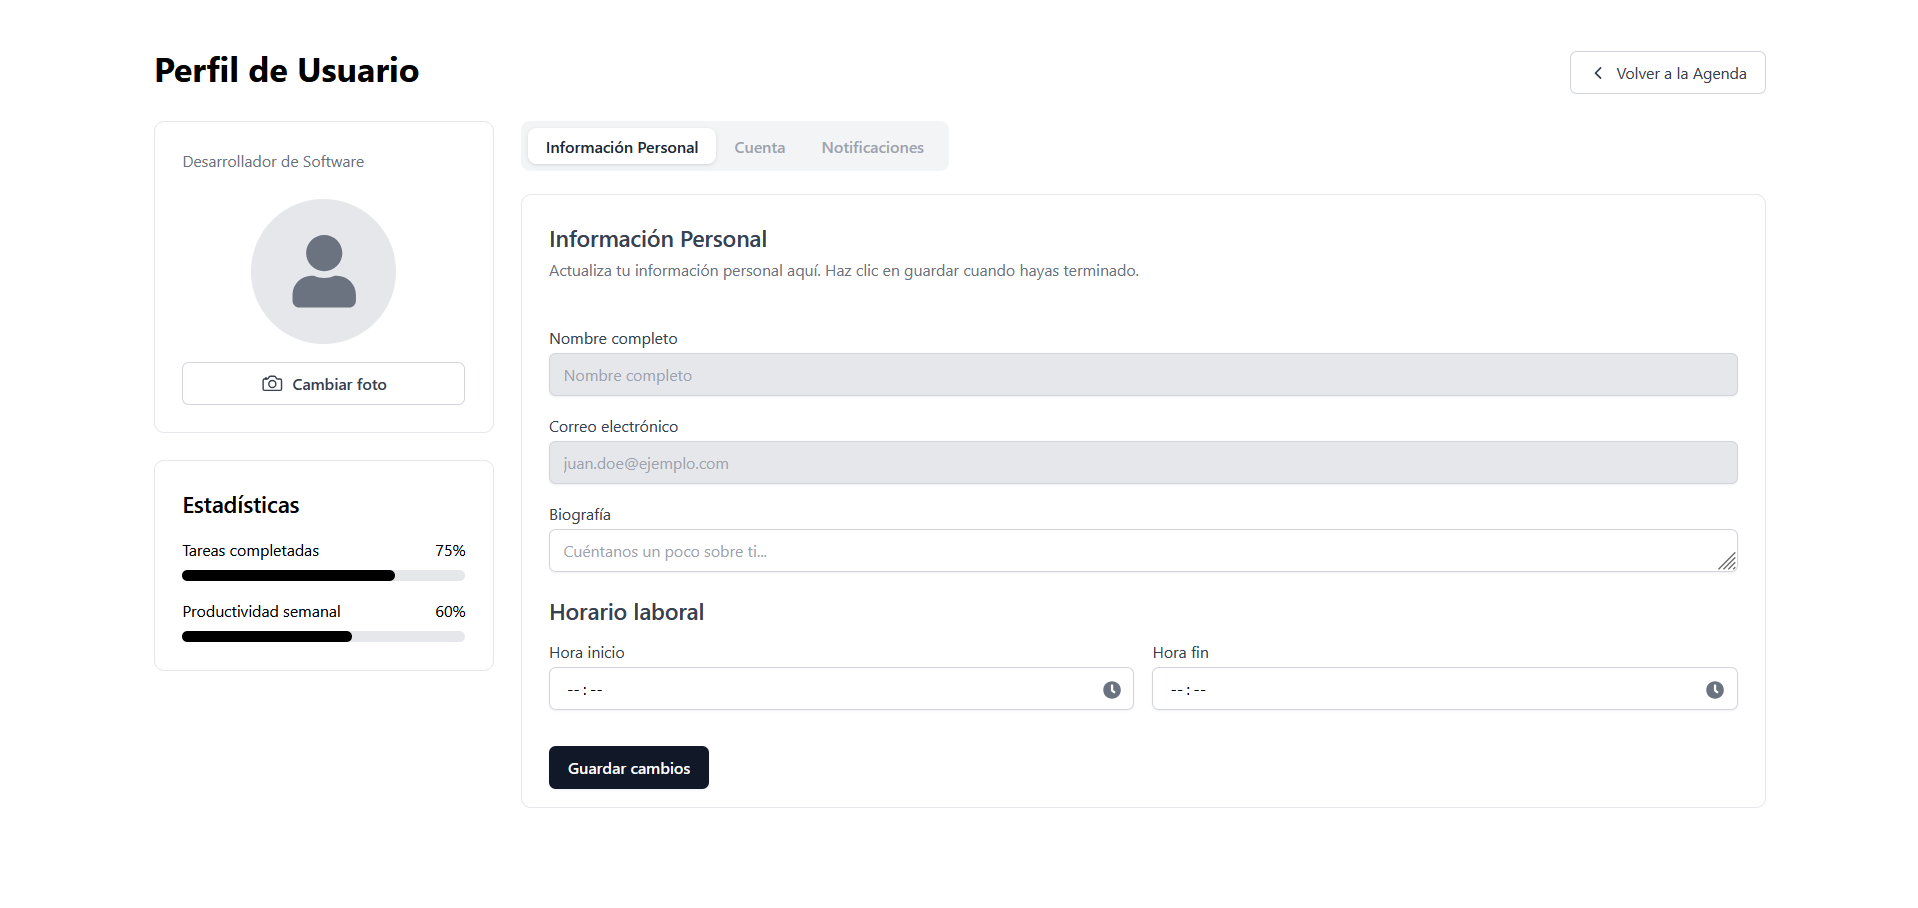 Perfil de Usuario
Volver a la Agenda
Desarrollador de Software
Cambiar foto
Estadísticas
Tareas completadas 75%
Productividad semanal 60%
Información Personal Cuenta Notificaciones
Información Personal
Actualiza tu información personal aquí. Haz clic en guardar cuando hayas terminado.
Nombre completo
Nombre completo
Correo electrónico
juan.doe@ejemplo.com
Biografía
Cuéntanos un poco sobre ti...
Horario laboral
Hora inicio Hora fin
--:-- --:--
Guardar cambios